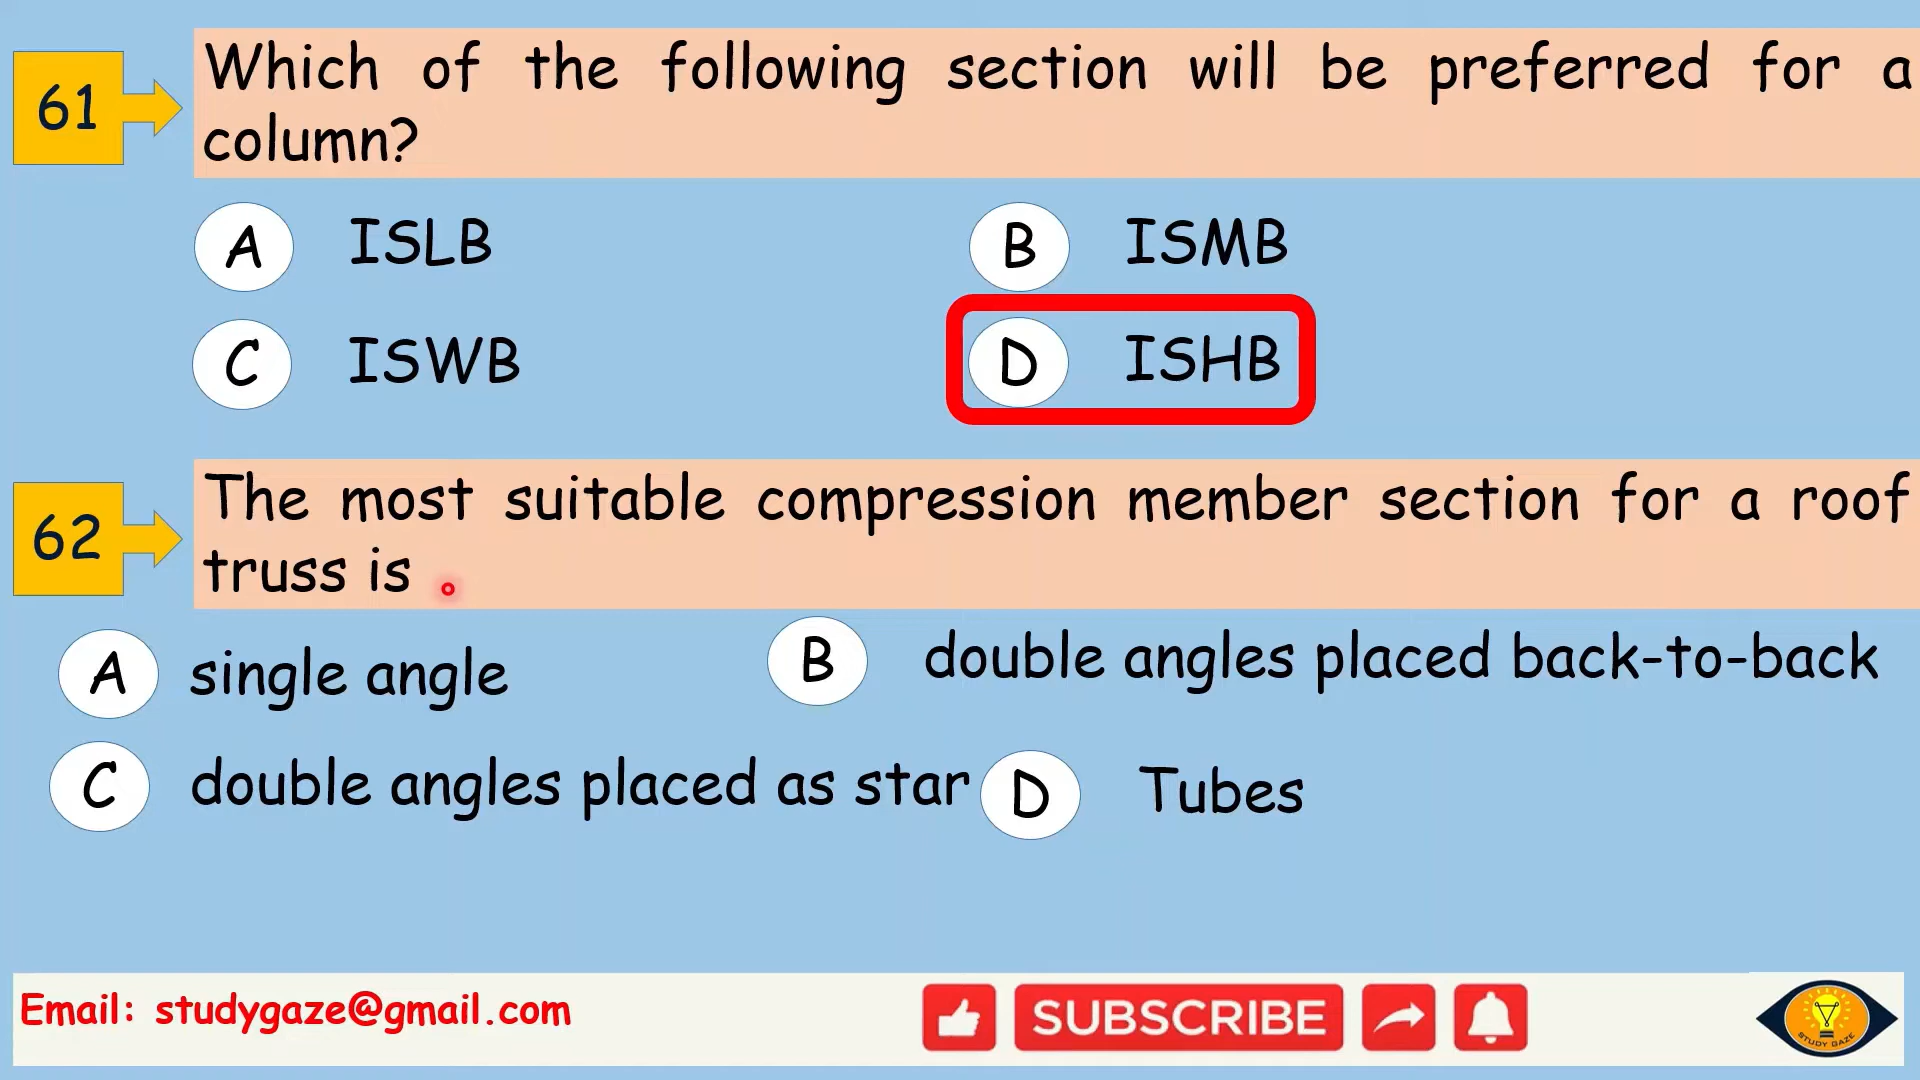 61
Which of the following section will be preferred for a
column?
A ISLB
B ISMB
C ISWB
D ISHB
62
The most suitable compression member section for a roof
truss is
A single angle
B double angles placed back-to-back
C double angles placed as star
D Tubes
Email: studygaze@gmail.com
SUBSCRIBE
STUDY GAZE